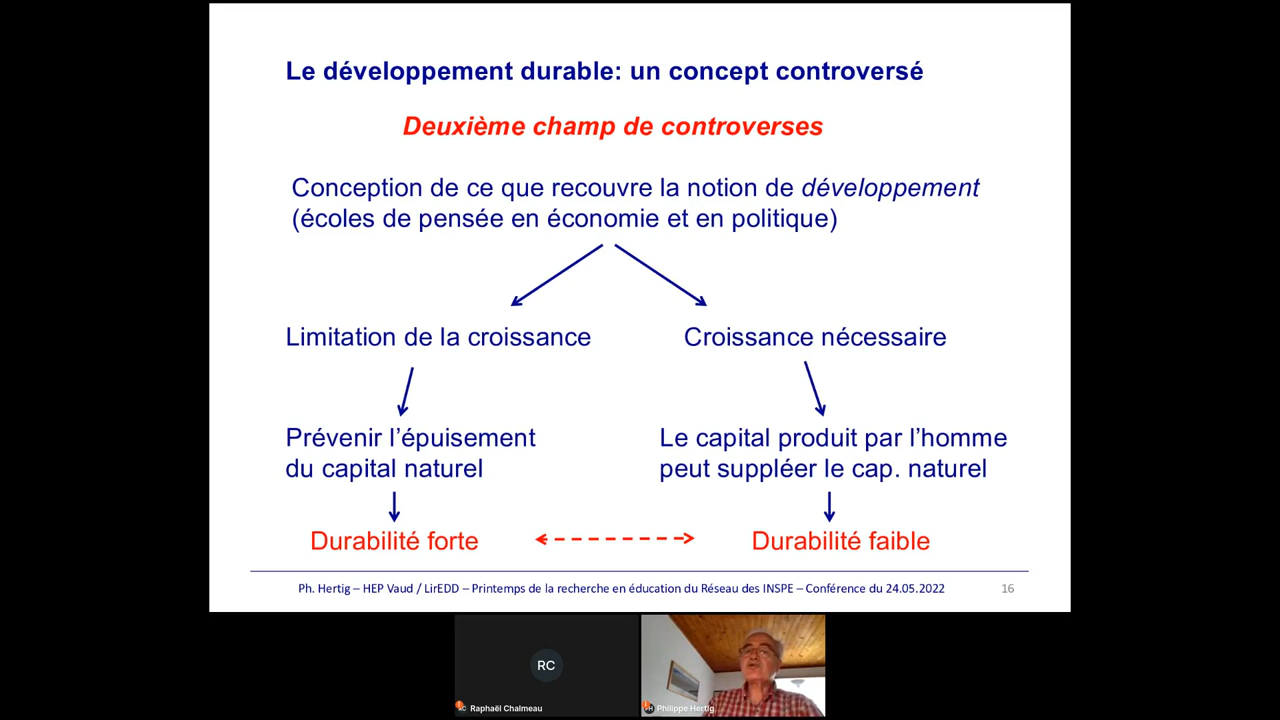 Le développement durable: un concept controversé
Deuxième champ de controverses
Conception de ce que recouvre la notion de développement
(écoles de pensée en économie et en politique)
Limitation de la croissance
Croissance nécessaire
Prévenir l’épuisement
du capital naturel
Le capital produit par l’homme
peut suppléer le cap. naturel
Durabilité forte
Durabilité faible
Ph. Hertig – HEP Vaud / LirEDD – Printemps de la recherche en éducation du Réseau des INSPE – Conférence du 24.05.2022
16
RC
Raphaël Chalmeau
Philippe Hertig